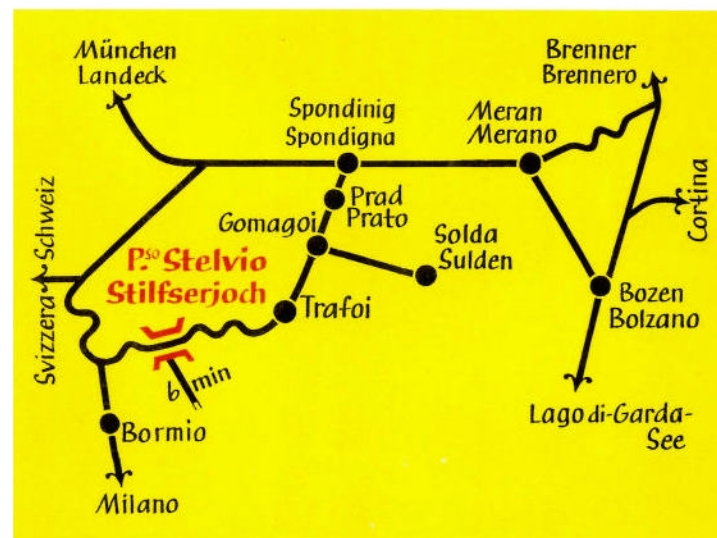 München
Landeck
Brenner
Brennero
Spondinig
Spondigna
Meran
Merano
Prad
Prato
Gomagoi
Solda
Sulden
Cortina
Svizzera Schweiz
P.so Stelvio
Stilfserjoch
Trafoi
Bozen
Bolzano
6 min
Bormio
Lago di-Garda-
See
Milano